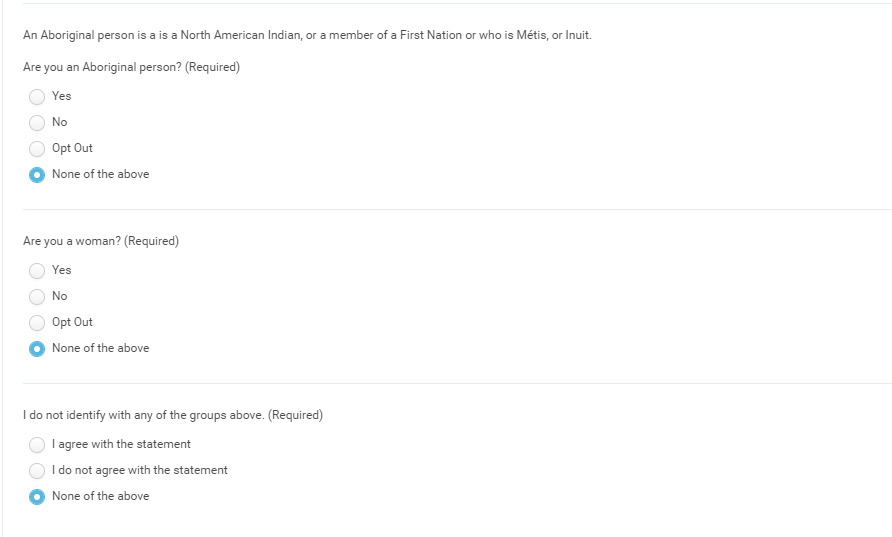 An Aboriginal person is a is a North American Indian, or a member of a First Nation or who is Métis, or Inuit.
Are you an Aboriginal person? (Required)
Yes
No
Opt Out
None of the above
Are you a woman? (Required)
Yes
No
Opt Out
None of the above
I do not identify with any of the groups above. (Required)
I agree with the statement
I do not agree with the statement
None of the above